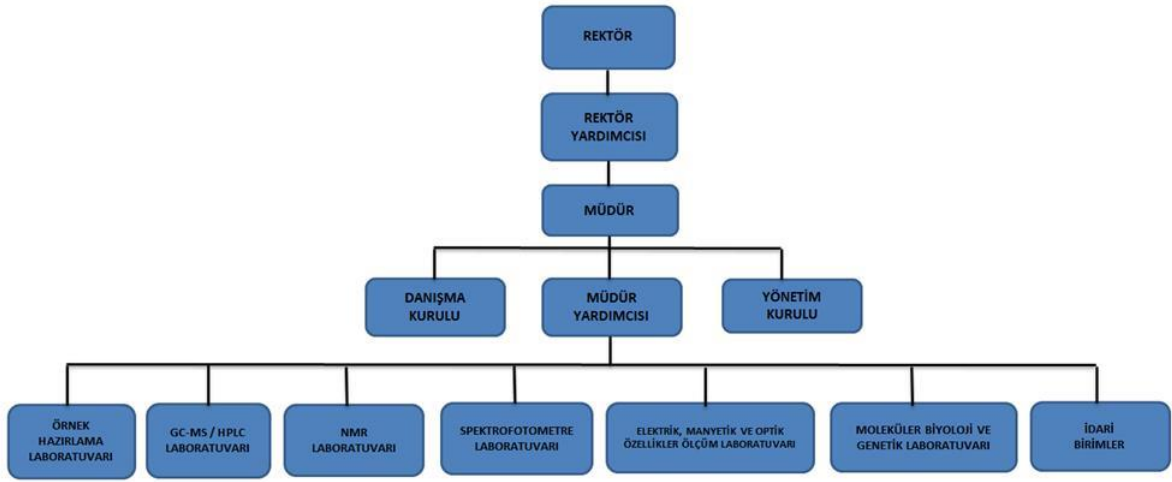 REKTÖR
REKTÖR
YARDIMCISI
MÜDÜR
DANIŞMA
KURULU
MÜDÜR
YARDIMCISI
YÖNETİM
KURULU
ÖRNEK
HAZIRLAMA
LABORATUVARI
GC-MS / HPLC
LABORATUVARI
NMR
LABORATUVARI
SPEKTROFOTOMETRE
LABORATUVARI
ELEKTRİK, MANYETİK VE OPTİK
ÖZELLİKLER ÖLÇÜM LABORATUVARI
MOLEKÜLER BİYOLOJİ VE
GENETİK LABORATUVARI
İDARİ
BİRİMLER